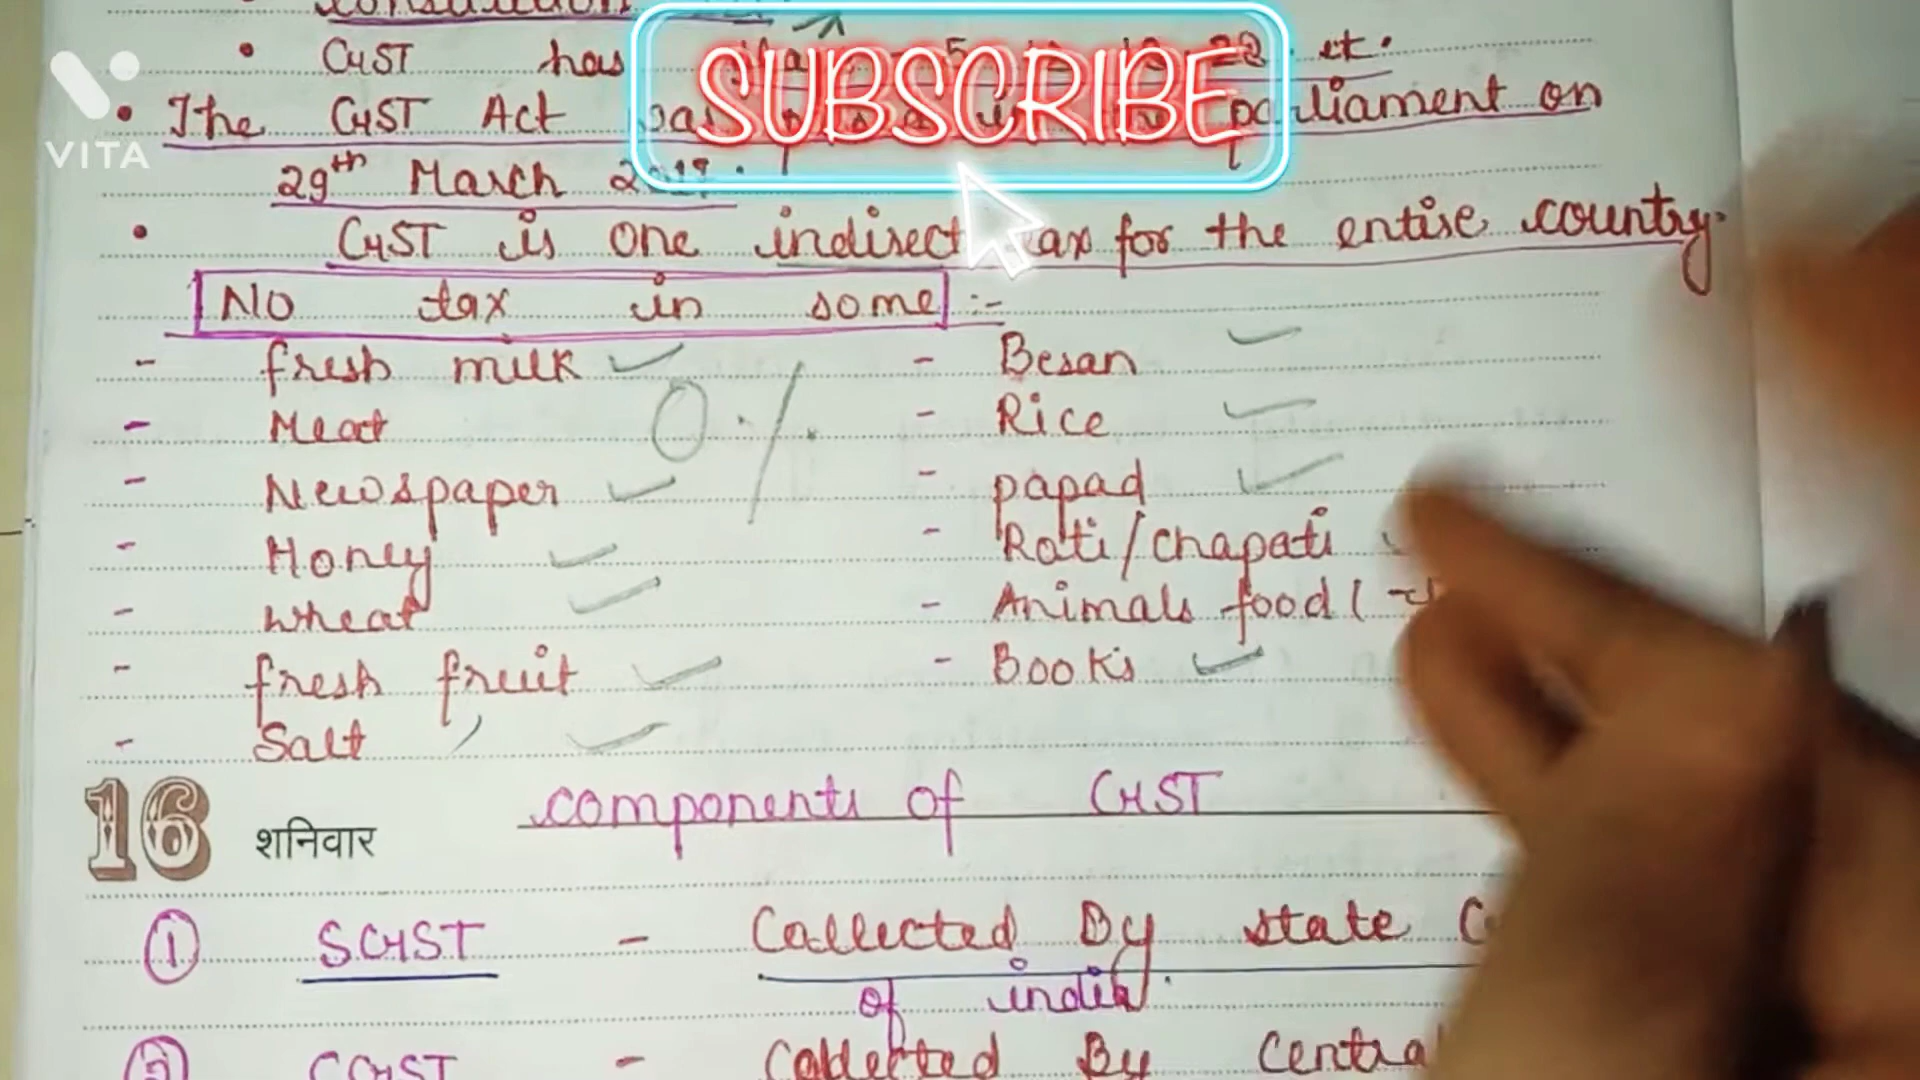 SUBSCRIBE
VITA
• GST has
• The GST Act was parliament on
29th March
• GST is one indirect tax for the entire country.
No tax in some :-
- fresh milk
- Meat
- Newspaper
- Honey
- wheat
- fresh fruit
- Salt
0%
- Besan
- Rice
- papad
- Roti/chapati
- Animals food (
- Books
16
शनिवार
components of GST
① SGST - Collected By state
of india.
② CGST - Collected By Central